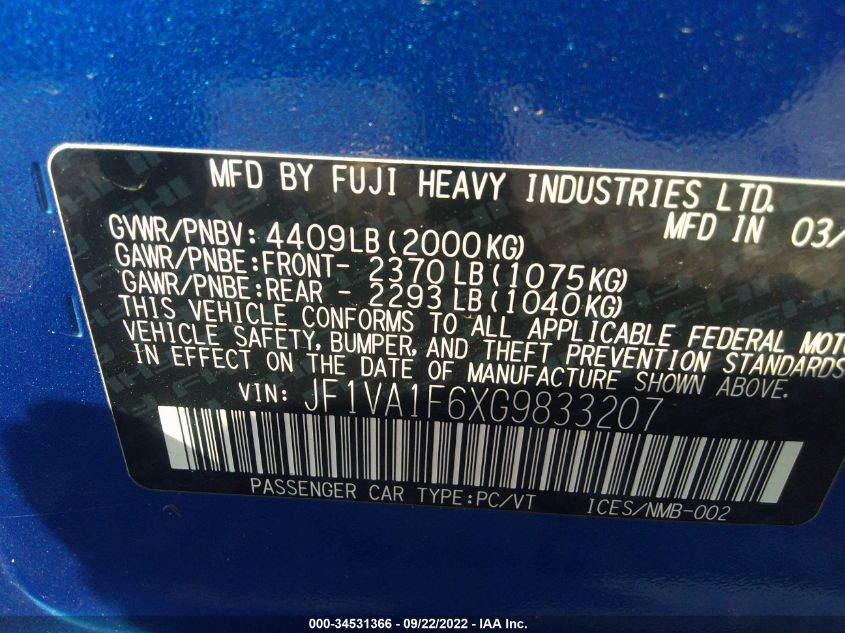 MFD BY FUJI HEAVY INDUSTRIES LTD.
MFD IN 03/
GVWR/PNBV: 4409LB(2000KG)
GAWR/PNBE:FRONT- 2370LB(1075KG)
GAWR/PNBE:REAR - 2293LB(1040KG)
THIS VEHICLE CONFORMS TO ALL APPLICABLE FEDERAL MOTO
VEHICLE SAFETY, BUMPER, AND THEFT PREVENTION STANDARDS
IN EFFECT ON THE DATE OF MANUFACTURE SHOWN ABOVE.
VIN: JF1VA1F6XG9833207
PASSENGER CAR TYPE:PC/VT ICES/NMB-002
000-34531366 - 09/22/2022 - IAA Inc.